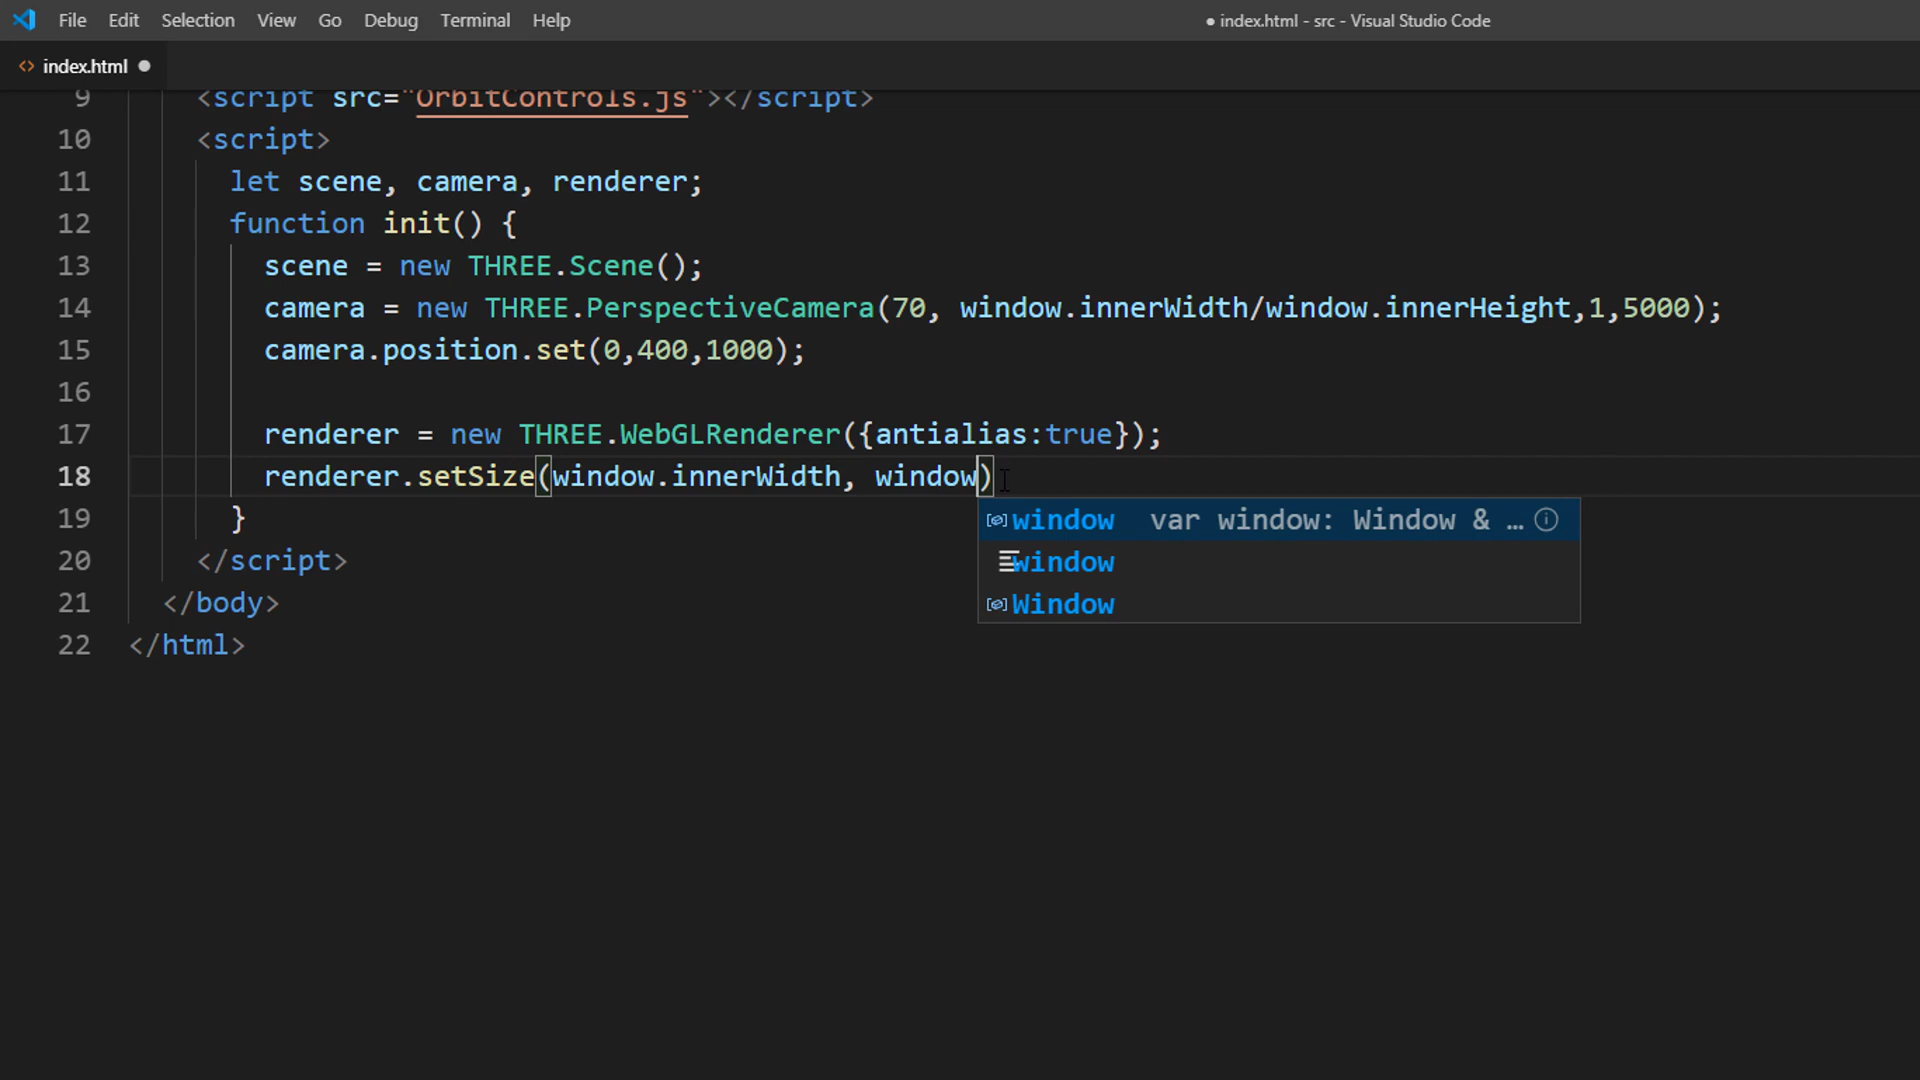 File Edit Selection View Go Debug Terminal Help ● index.html - src - Visual Studio Code
<> index.html ●
9 <script src="OrbitControls.js"></script>
10 <script>
11 let scene, camera, renderer;
12 function init() {
13 scene = new THREE.Scene();
14 camera = new THREE.PerspectiveCamera(70, window.innerWidth/window.innerHeight,1,5000);
15 camera.position.set(0,400,1000);
16
17 renderer = new THREE.WebGLRenderer({antialias:true});
18 renderer.setSize(window.innerWidth, window)
19 }
window var window: Window & …
20 </script>
window
21 </body>
Window
22 </html>